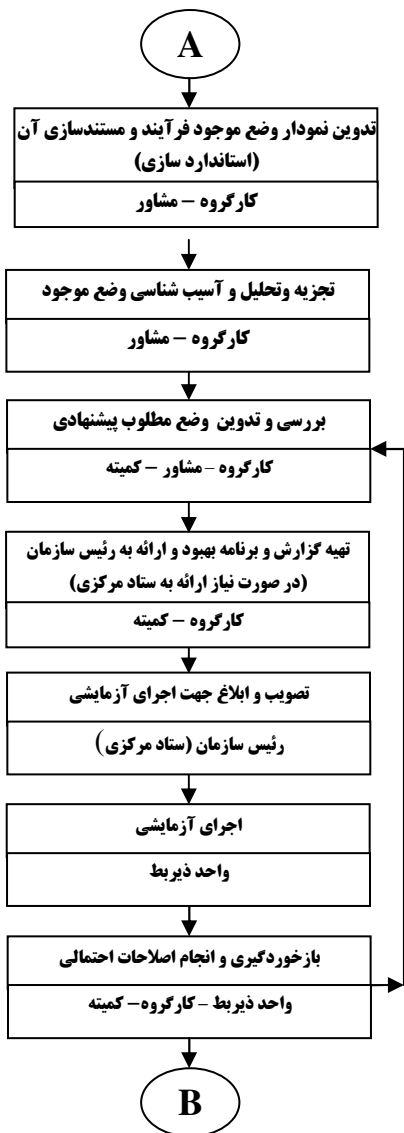 A
تدوین نمودار وضع موجود فرآیند و مستندسازی آن
(استاندارد سازی)
کارگروه – مشاور
تجزیه وتحلیل و آسیب شناسی وضع موجود
کارگروه – مشاور
بررسی و تدوین وضع مطلوب پیشنهادی
کارگروه – مشاور – کمیته
تهیه گزارش و برنامه بهبود و ارائه به رئیس سازمان
(در صورت نیاز ارائه به ستاد مرکزی)
کارگروه – کمیته
تصویب و ابلاغ جهت اجرای آزمایشی
رئیس سازمان (ستاد مرکزی)
اجرای آزمایشی
واحد ذیربط
بازخوردگیری و انجام اصلاحات احتمالی
واحد ذیربط – کارگروه– کمیته
B